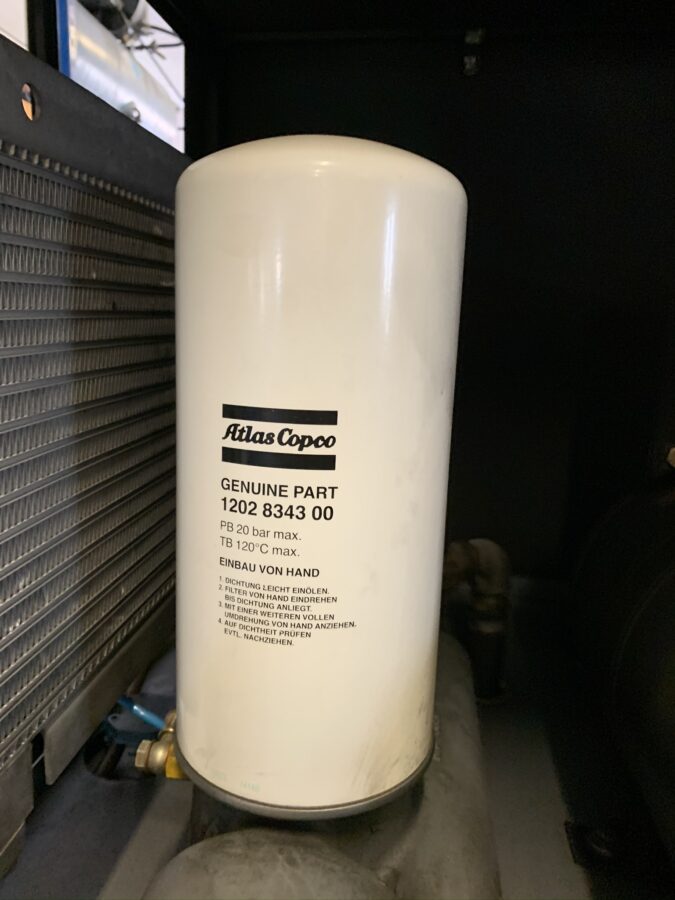 Atlas Copco
GENUINE PART
1202 8343 00
PB 20 bar max.
TB 120°C max.
EINBAU VON HAND
1. DICHTUNG LEICHT EINÖLEN.
2. FILTER VON HAND EINDREHEN
BIS DICHTUNG ANLIEGT.
3. MIT EINER WEITEREN VOLLEN
UMDREHUNG VON HAND ANZIEHEN.
4. AUF DICHTHEIT PRÜFEN
EVTL. NACHZIEHEN.